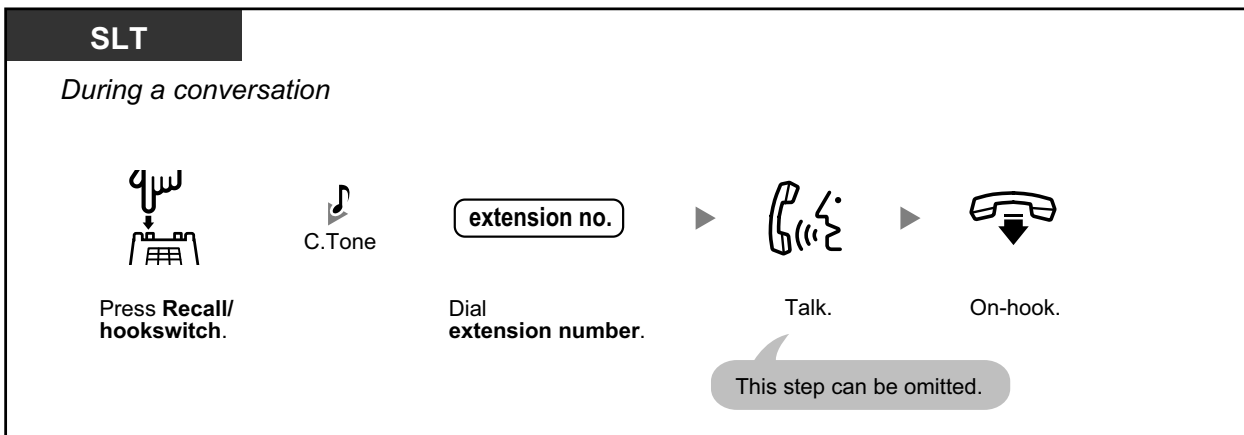 SLT
During a conversation
C.Tone
extension no.
Press Recall/
hookswitch.
Dial
extension number.
Talk.
On-hook.
This step can be omitted.